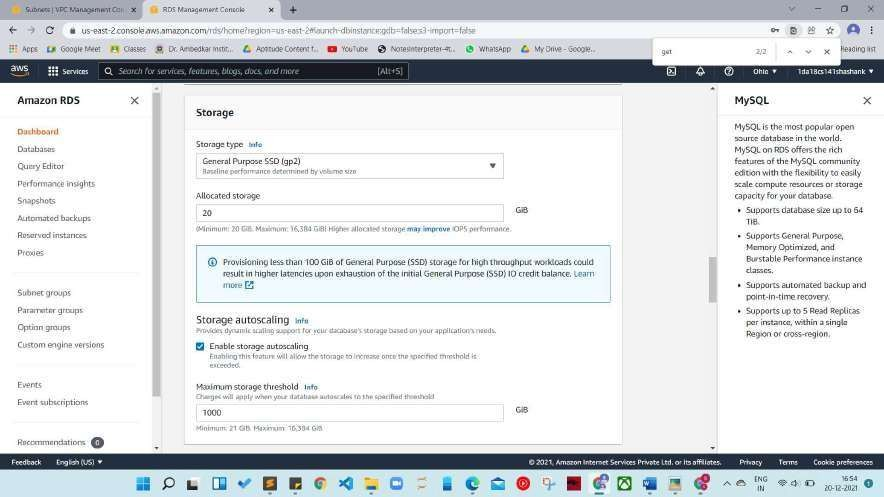 Subnets | VPC Management Con
RDS Management Console
us-east-2.console.aws.amazon.com/rds/home?region=us-east-2#launch-dbinstance:gdb=false;s3-import=false
Apps
Google Meet
Classes
Dr. Ambedkar Instit...
Aptitude Content f...
YouTube
NotesInterpreter-4t...
WhatsApp
My Drive - Google...
Reading list
get
2/2
aws
Services
Search for services, features, blogs, docs, and more
[Alt+S]
Ohio
1da18cs141shashank
Amazon RDS
Dashboard
Databases
Query Editor
Performance insights
Snapshots
Automated backups
Reserved instances
Proxies
Subnet groups
Parameter groups
Option groups
Custom engine versions
Events
Event subscriptions
Recommendations 0
Storage
Storage type Info
General Purpose SSD (gp2)
Baseline performance determined by volume size
Allocated storage
20
GiB
(Minimum: 20 GiB. Maximum: 16,384 GiB) Higher allocated storage may improve IOPS performance.
Provisioning less than 100 GiB of General Purpose (SSD) storage for high throughput workloads could
result in higher latencies upon exhaustion of the initial General Purpose (SSD) IO credit balance. Learn
more
Storage autoscaling Info
Provides dynamic scaling support for your database's storage based on your application's needs.
Enable storage autoscaling
Enabling this feature will allow the storage to increase once the specified threshold is
exceeded.
Maximum storage threshold Info
Charges will apply when your database autoscales to the specified threshold
1000
GiB
Minimum: 21 GiB. Maximum: 16,384 GiB
MySQL
MySQL is the most popular open
source database in the world.
MySQL on RDS offers the rich
features of the MySQL community
edition with the flexibility to easily
scale compute resources or storage
capacity for your database.
• Supports database size up to 64
TiB.
• Supports General Purpose,
Memory Optimized, and
Burstable Performance instance
classes.
• Supports automated backup and
point-in-time recovery.
• Supports up to 5 Read Replicas
per instance, within a single
Region or cross-region.
Feedback
English (US)
© 2021, Amazon Internet Services Private Ltd. or its affiliates.
Privacy
Terms
Cookie preferences
ENG
IN
16:54
20-12-2021
1